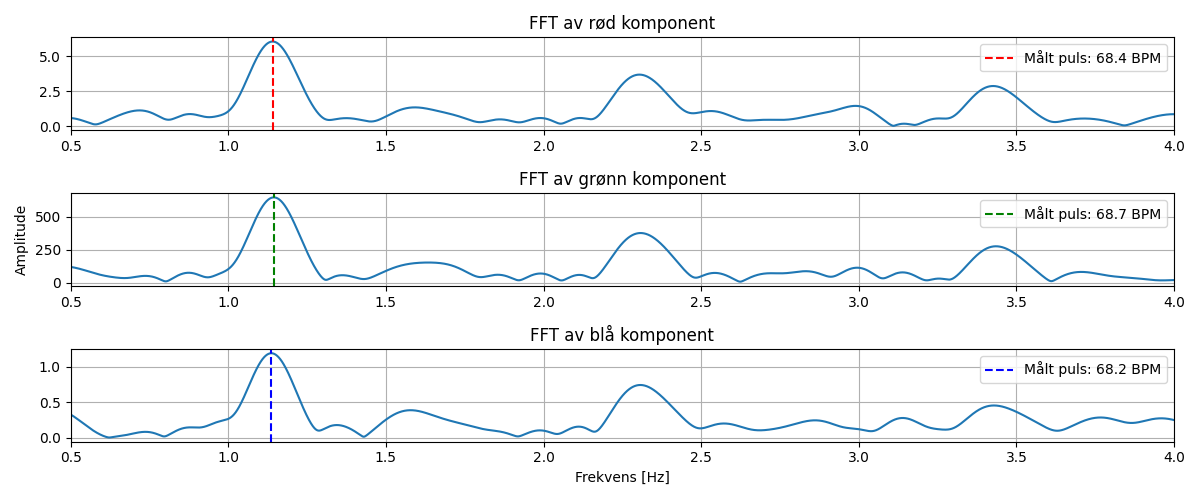 FFT av rød komponent
5.0
2.5
0.0
Målt puls: 68.4 BPM
0.5 1.0 1.5 2.0 2.5 3.0 3.5 4.0
FFT av grønn komponent
Amplitude
500
250
0
Målt puls: 68.7 BPM
0.5 1.0 1.5 2.0 2.5 3.0 3.5 4.0
FFT av blå komponent
1.0
0.5
0.0
Målt puls: 68.2 BPM
0.5 1.0 1.5 2.0 2.5 3.0 3.5 4.0
Frekvens [Hz]